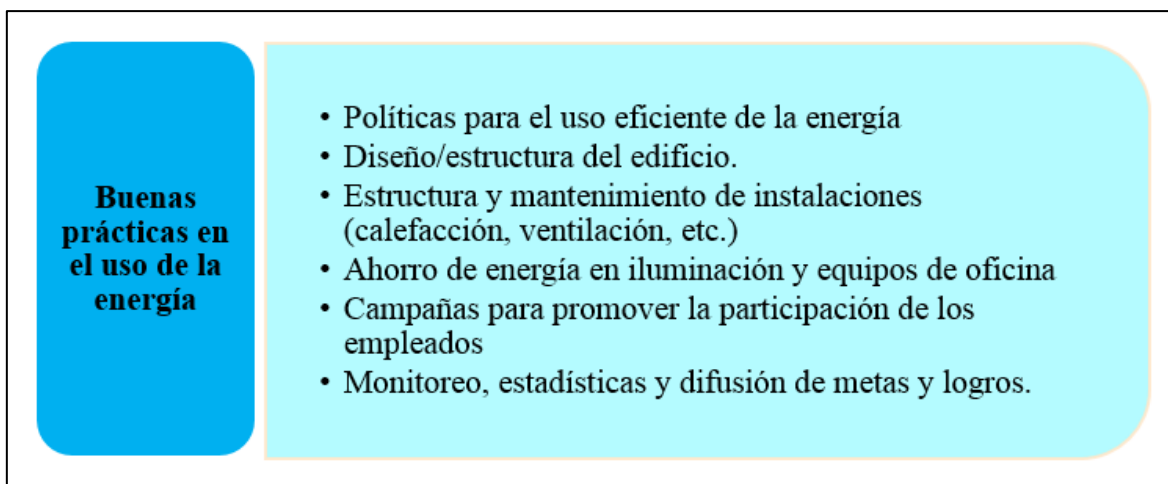 Buenas
prácticas en
el uso de la
energía
• Políticas para el uso eficiente de la energía
• Diseño/estructura del edificio.
• Estructura y mantenimiento de instalaciones
(calefacción, ventilación, etc.)
• Ahorro de energía en iluminación y equipos de oficina
• Campañas para promover la participación de los
empleados
• Monitoreo, estadísticas y difusión de metas y logros.